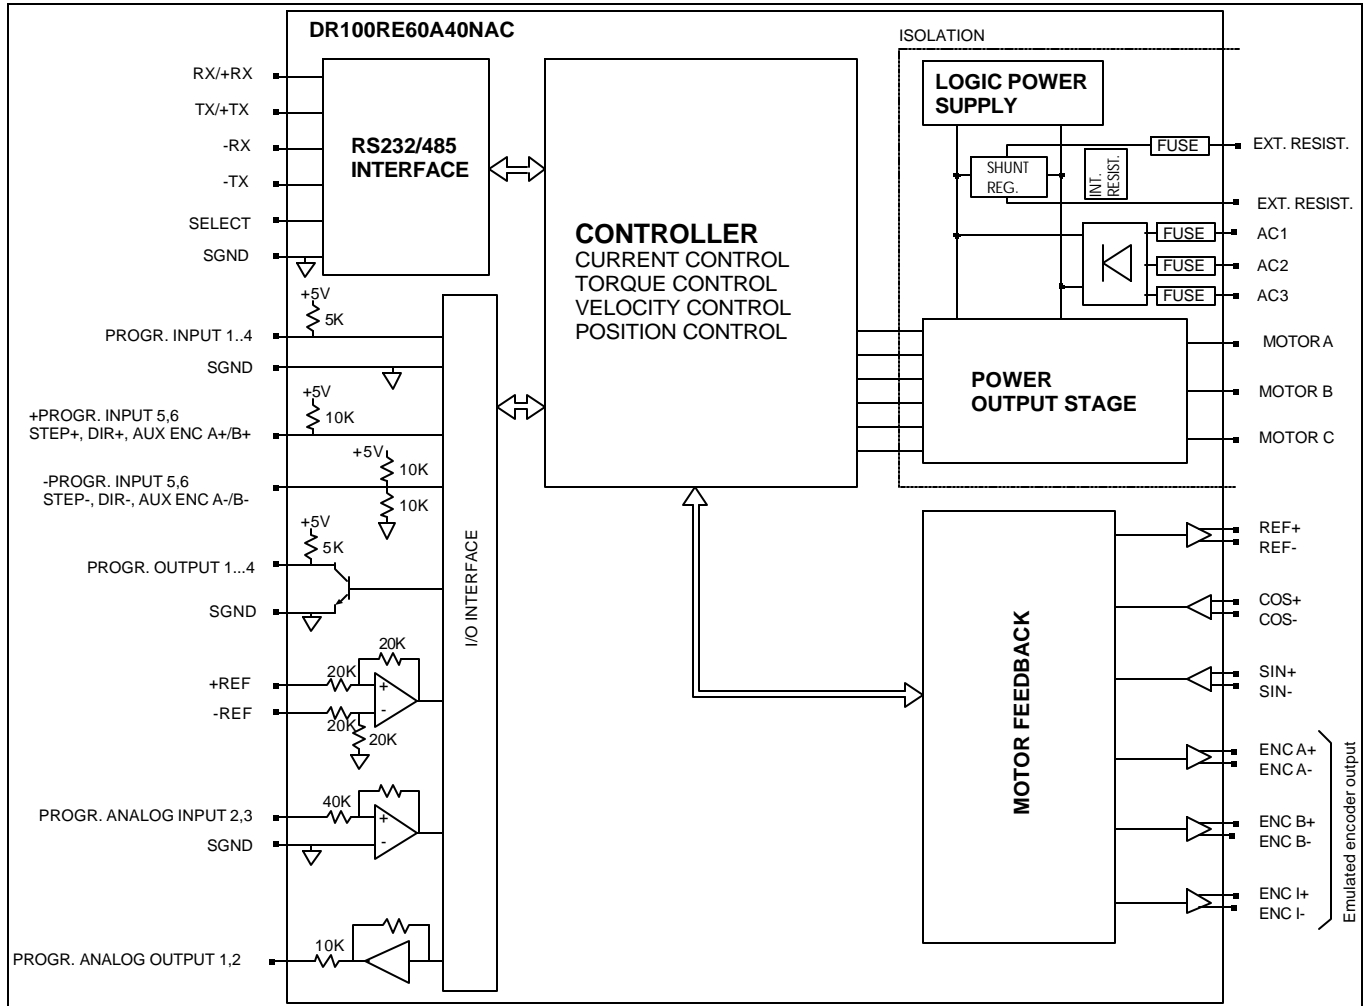 DR100RE60A40NAC
ISOLATION
RX/+RX
TX/+TX
-RX
-TX
SELECT
SGND
RS232/485
INTERFACE
CONTROLLER
CURRENT CONTROL
TORQUE CONTROL
VELOCITY CONTROL
POSITION CONTROL
LOGIC POWER
SUPPLY
SHUNT
REG.
INT.
RESIST.
FUSE
EXT. RESIST.
EXT. RESIST.
FUSE
AC1
FUSE
AC2
FUSE
AC3
POWER
OUTPUT STAGE
MOTOR A
MOTOR B
MOTOR C
+5V
5K
PROGR. INPUT 1..4
SGND
+5V
10K
+PROGR. INPUT 5,6
STEP+, DIR+, AUX ENC A+/B+
+5V
10K
10K
-PROGR. INPUT 5,6
STEP-, DIR-, AUX ENC A-/B-
+5V
5K
PROGR. OUTPUT 1...4
SGND
I/O INTERFACE
20K
20K
+
-
20K
20K
+REF
-REF
40K
+
-
PROGR. ANALOG INPUT 2,3
SGND
10K
PROGR. ANALOG OUTPUT 1,2
MOTOR FEEDBACK
REF+
REF-
COS+
COS-
SIN+
SIN-
ENC A+
ENC A-
ENC B+
ENC B-
ENC I+
ENC I-
Emulated encoder output